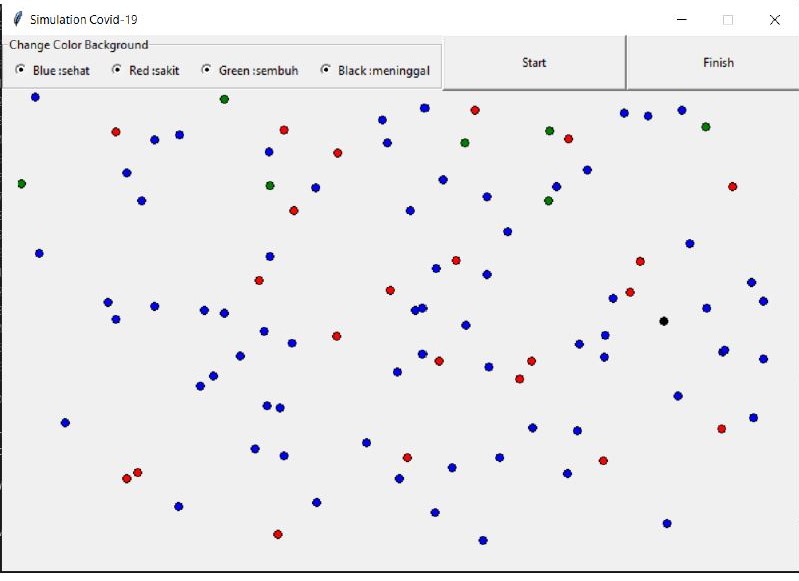 Simulation Covid-19
Change Color Background
Blue :sehat Red :sakit Green :sembuh Black :meninggal
Start Finish